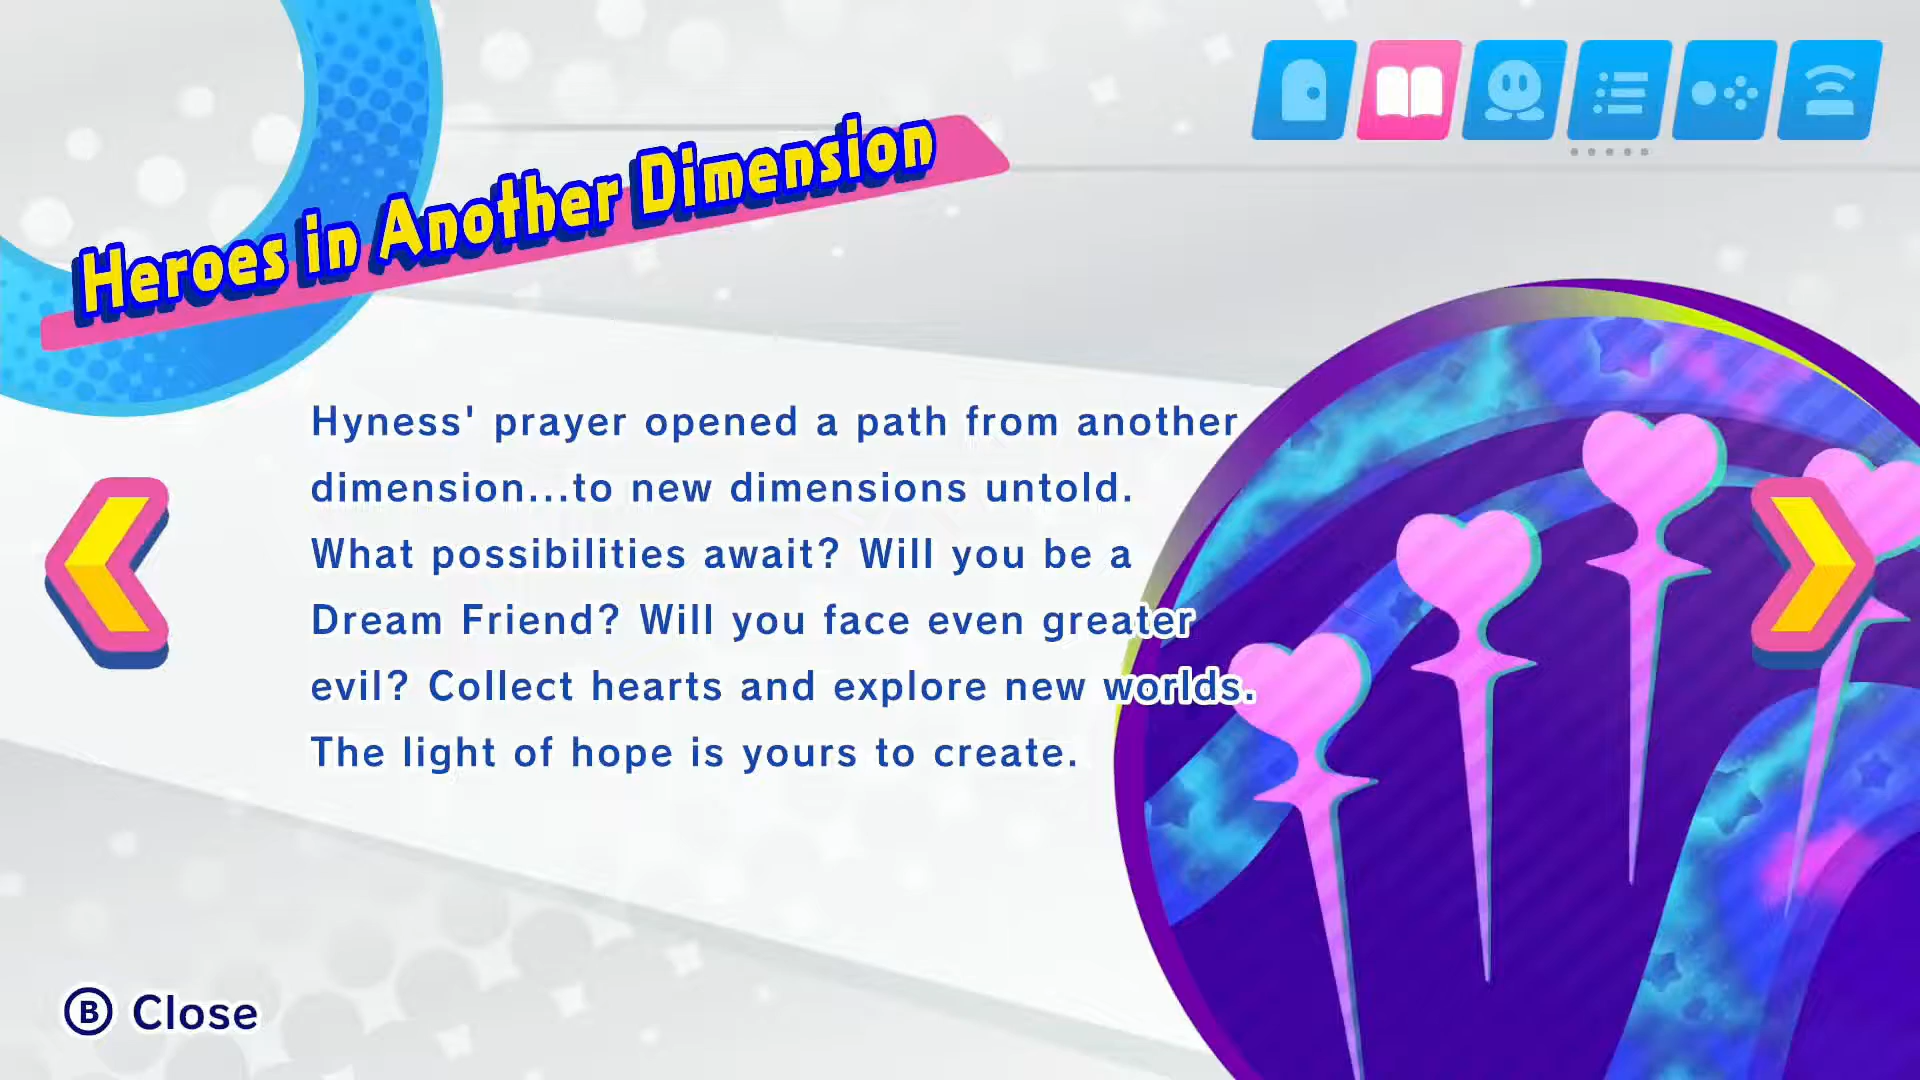 Heroes in Another Dimension
Hyness' prayer opened a path from another
dimension...to new dimensions untold.
What possibilities await? Will you be a
Dream Friend? Will you face even greater
evil? Collect hearts and explore new worlds.
The light of hope is yours to create.
B Close